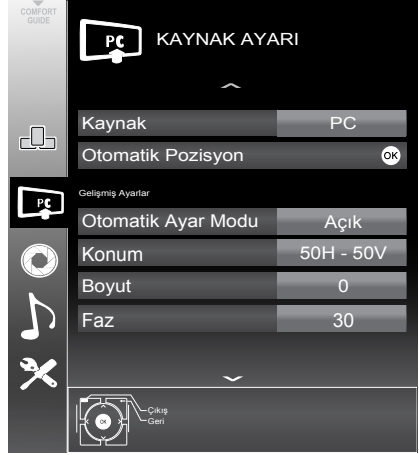 COMFORT
GUIDE
PC KAYNAK AYARI
Kaynak PC
Otomatik Pozisyon OK
PC
Gelişmiş Ayarlar
Otomatik Ayar Modu Açık
Konum 50H - 50V
Boyut 0
Faz 30
OK
Çıkış
Geri